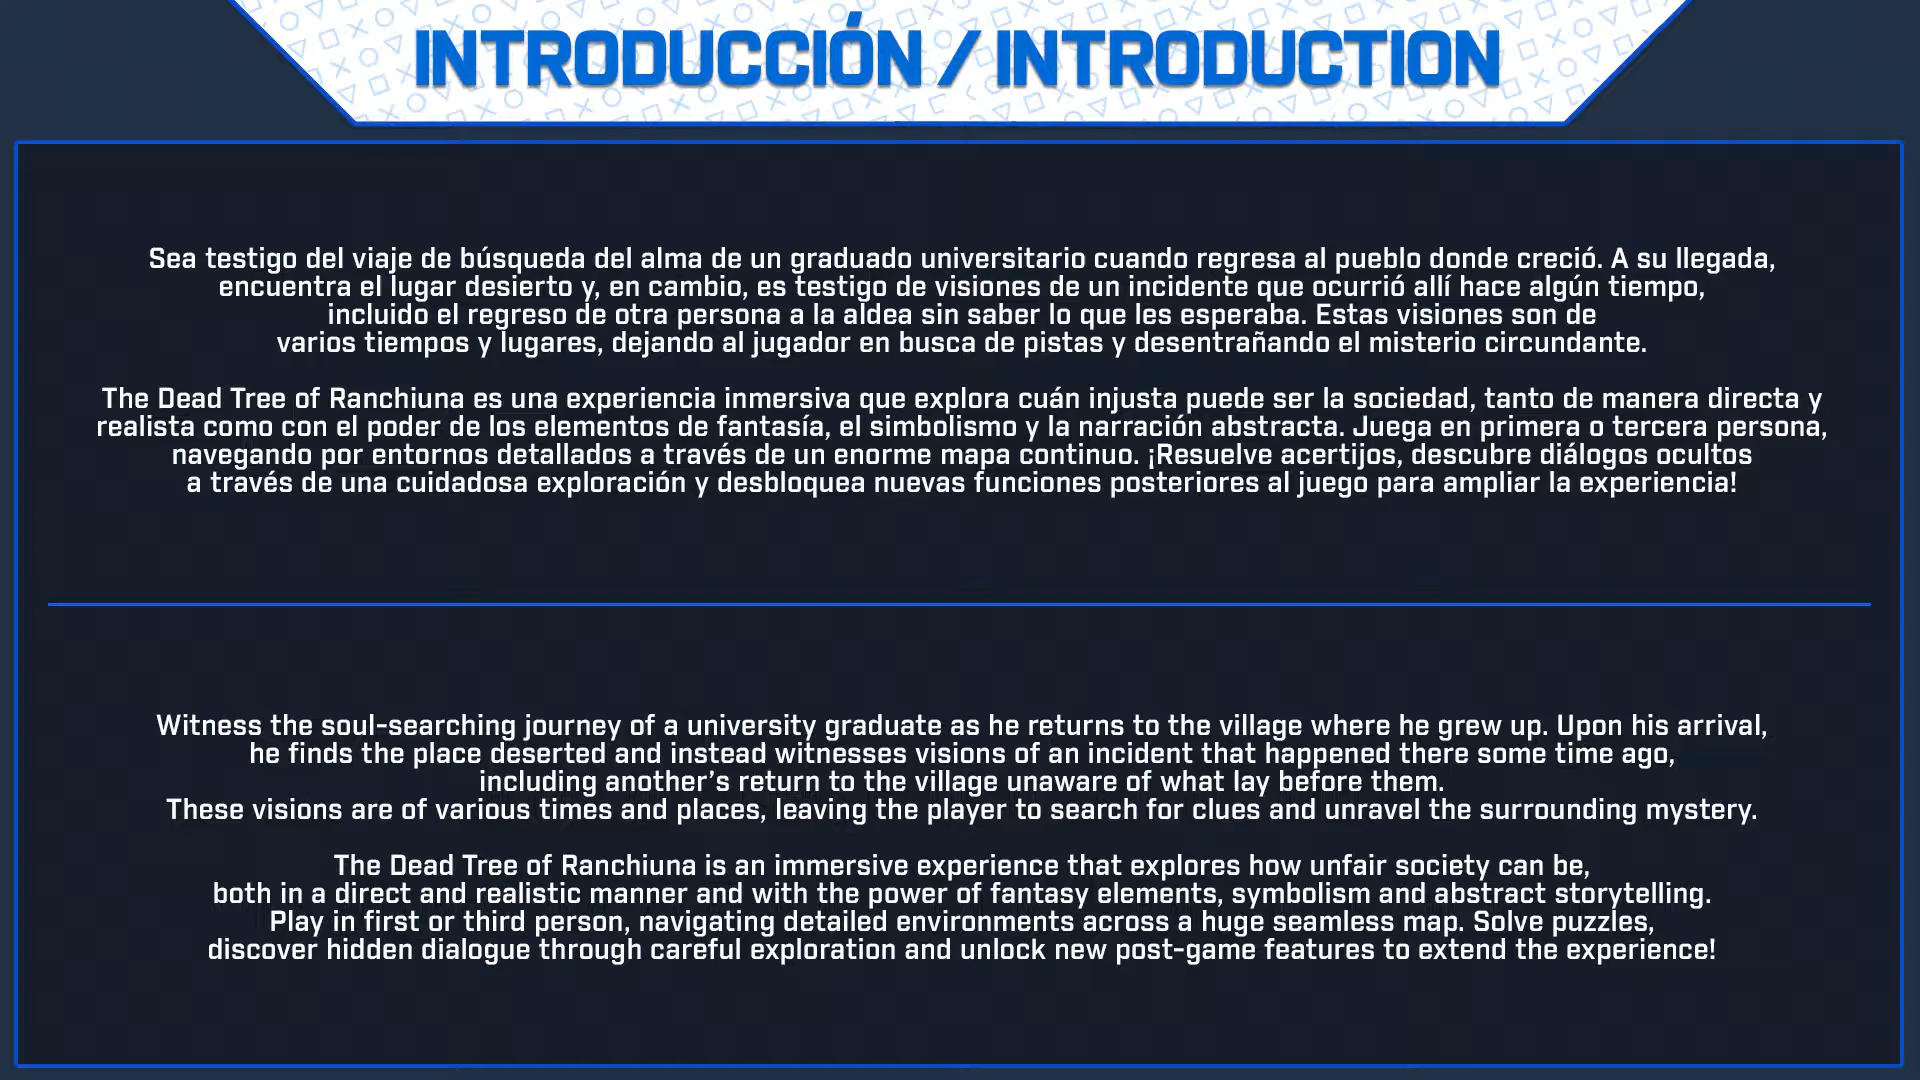 INTRODUCCIÓN / INTRODUCTION
Sea testigo del viaje de búsqueda del alma de un graduado universitario cuando regresa al pueblo donde creció. A su llegada,
encuentra el lugar desierto y, en cambio, es testigo de visiones de un incidente que ocurrió allí hace algún tiempo,
incluido el regreso de otra persona a la aldea sin saber lo que les esperaba. Estas visiones son de
varios tiempos y lugares, dejando al jugador en busca de pistas y desentrañando el misterio circundante.
The Dead Tree of Ranchiuna es una experiencia inmersiva que explora cuán injusta puede ser la sociedad, tanto de manera directa y
realista como con el poder de los elementos de fantasía, el simbolismo y la narración abstracta. Juega en primera o tercera persona,
navegando por entornos detallados a través de un enorme mapa continuo. ¡Resuelve acertijos, descubre diálogos ocultos
a través de una cuidadosa exploración y desbloquea nuevas funciones posteriores al juego para ampliar la experiencia!
Witness the soul-searching journey of a university graduate as he returns to the village where he grew up. Upon his arrival,
he finds the place deserted and instead witnesses visions of an incident that happened there some time ago,
including another’s return to the village unaware of what lay before them.
These visions are of various times and places, leaving the player to search for clues and unravel the surrounding mystery.
The Dead Tree of Ranchiuna is an immersive experience that explores how unfair society can be,
both in a direct and realistic manner and with the power of fantasy elements, symbolism and abstract storytelling.
Play in first or third person, navigating detailed environments across a huge seamless map. Solve puzzles,
discover hidden dialogue through careful exploration and unlock new post-game features to extend the experience!